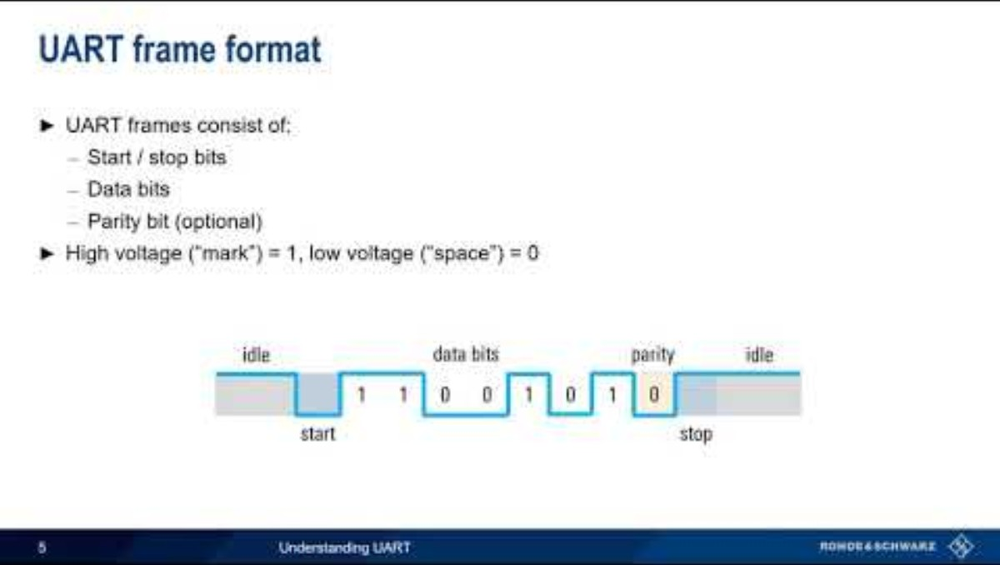 UART frame format
► UART frames consist of:
– Start / stop bits
– Data bits
– Parity bit (optional)
► High voltage ("mark") = 1, low voltage ("space") = 0
idle data bits parity idle
1 1 0 0 1 0 1 0
start stop
5 Understanding UART ROHDE & SCHWARZ